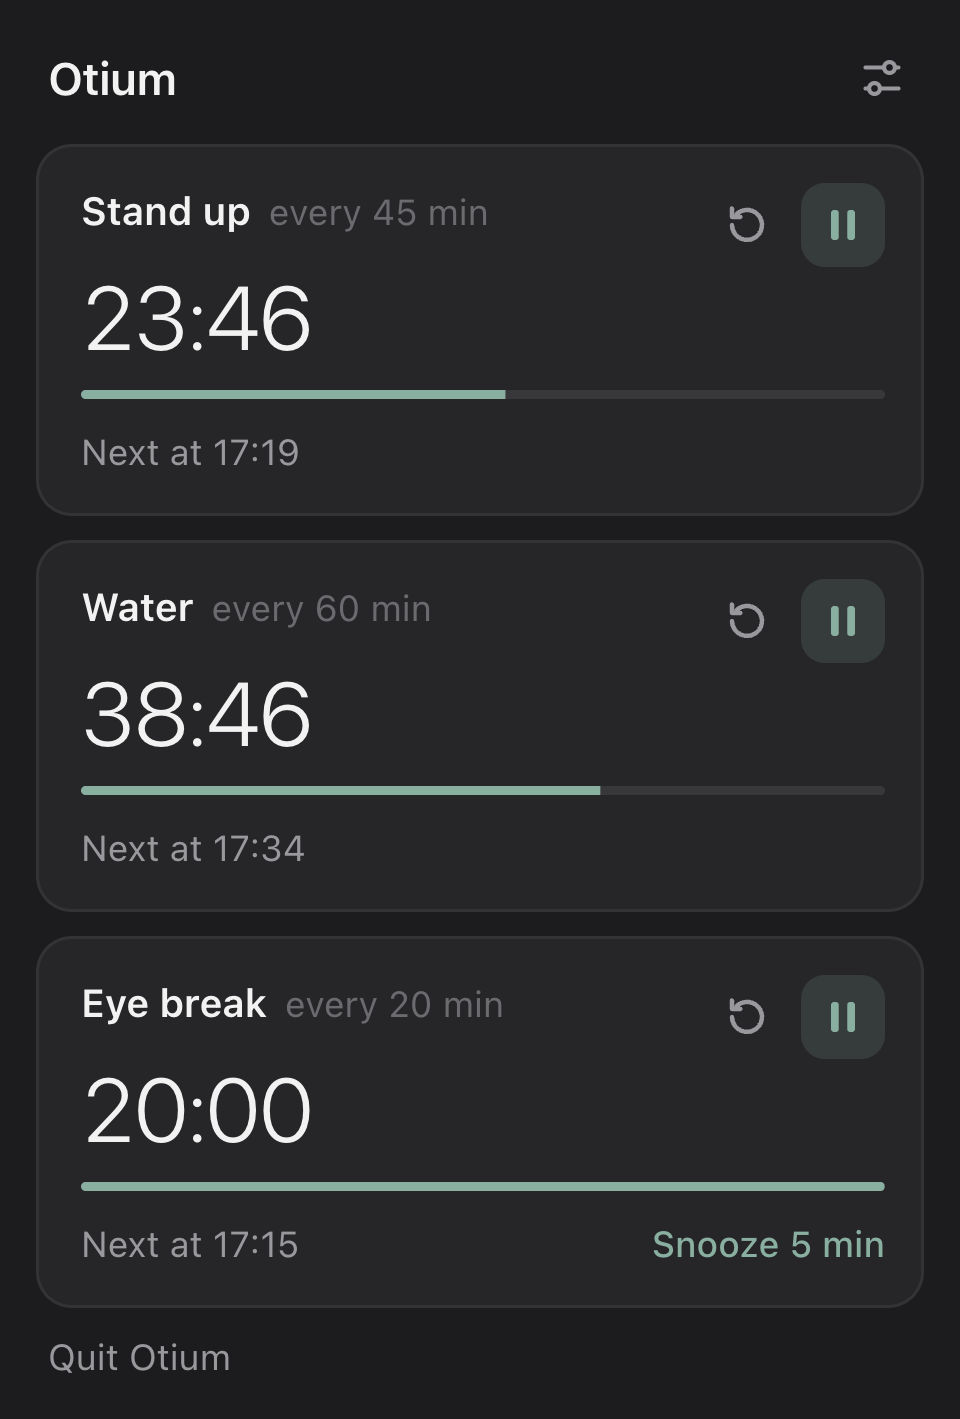 Otium
Stand up every 45 min
23:46
Next at 17:19
Water every 60 min
38:46
Next at 17:34
Eye break every 20 min
20:00
Next at 17:15 Snooze 5 min
Quit Otium